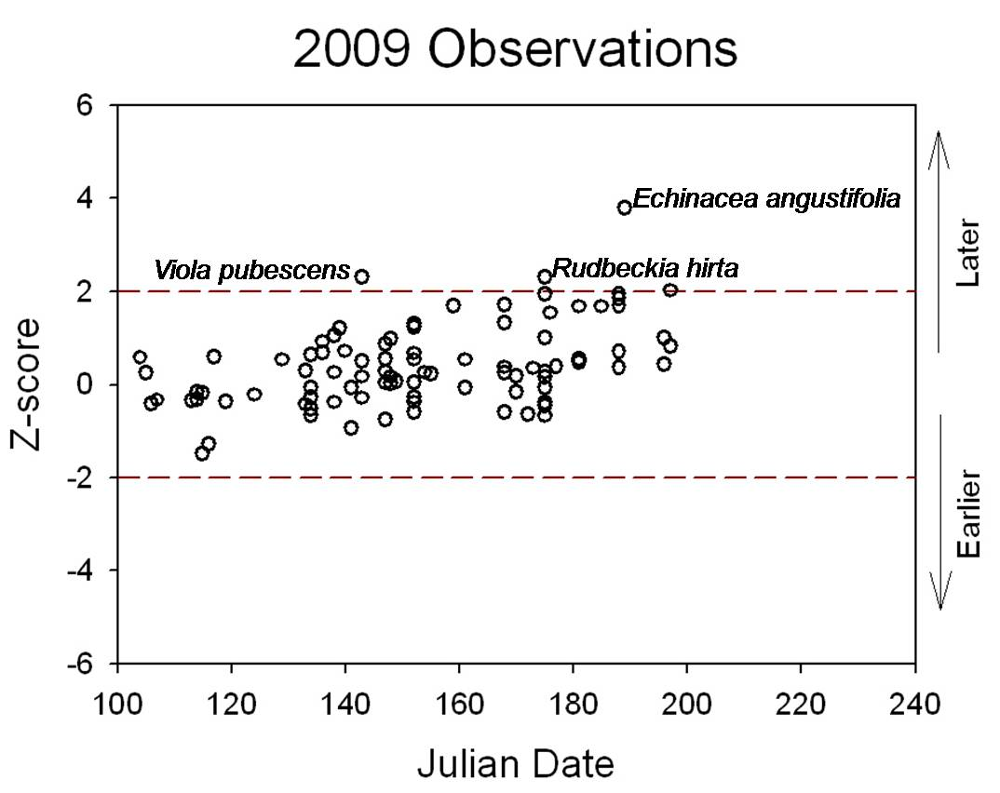 2009 Observations
6
4
2
0
-2
-4
-6
Z-score
Echinacea angustifolia
Viola pubescens
Rudbeckia hirta
Later
Earlier
100 120 140 160 180 200 220 240
Julian Date